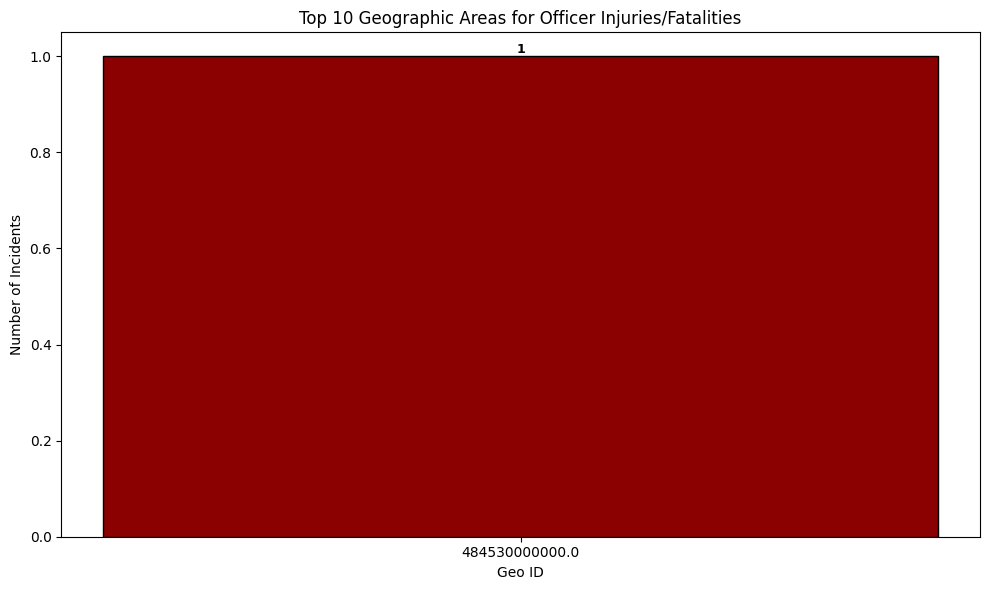 Top 10 Geographic Areas for Officer Injuries/Fatalities
1
1.0
0.8
0.6
0.4
0.2
0.0
Number of Incidents
484530000000.0
Geo ID